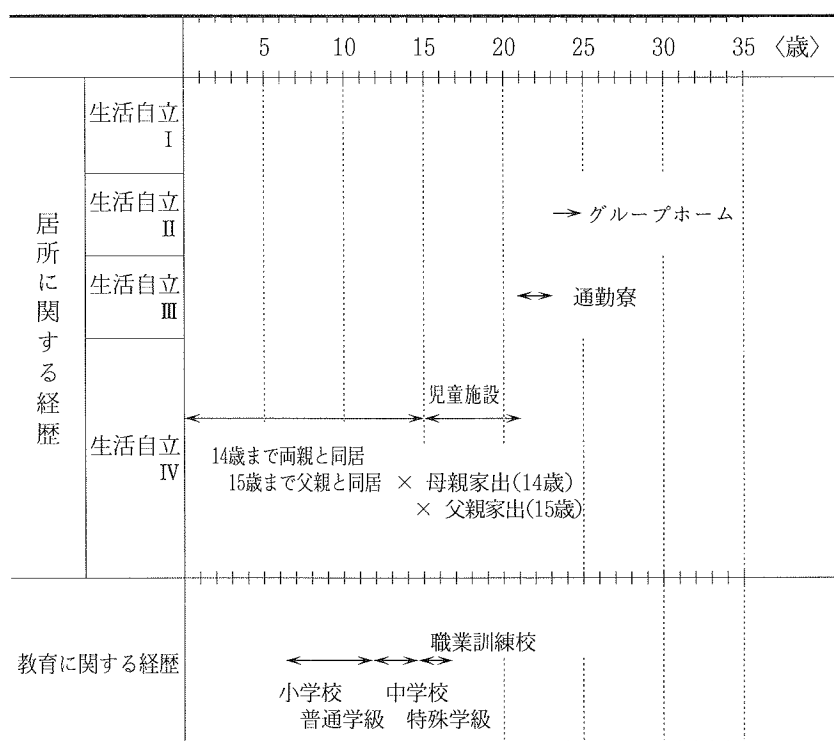 5 10 15 20 25 30 35 〈歳〉
居所に関する経歴
生活自立
Ⅰ
生活自立
Ⅱ
グループホーム
生活自立
Ⅲ
通勤寮
生活自立
Ⅳ
児童施設
14歳まで両親と同居
15歳まで父親と同居 × 母親家出(14歳)
× 父親家出(15歳)
教育に関する経歴
職業訓練校
小学校 中学校
普通学級 特殊学級